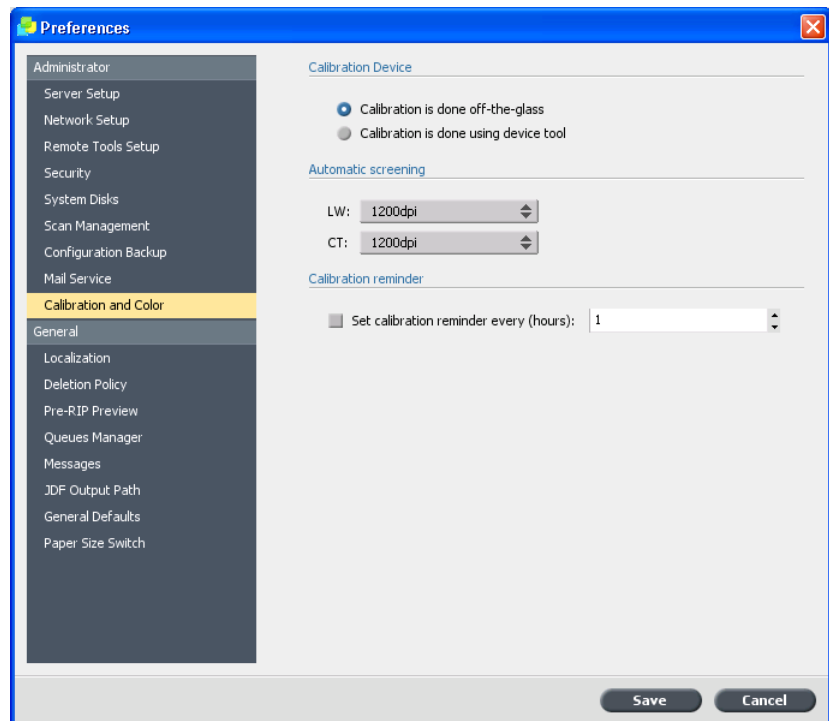 Preferences
Administrator
Server Setup
Network Setup
Remote Tools Setup
Security
System Disks
Scan Management
Configuration Backup
Mail Service
Calibration and Color
General
Localization
Deletion Policy
Pre-RIP Preview
Queues Manager
Messages
JDF Output Path
General Defaults
Paper Size Switch
Calibration Device
Calibration is done off-the-glass
Calibration is done using device tool
Automatic screening
LW: 1200dpi
CT: 1200dpi
Calibration reminder
Set calibration reminder every (hours): 1
Save Cancel